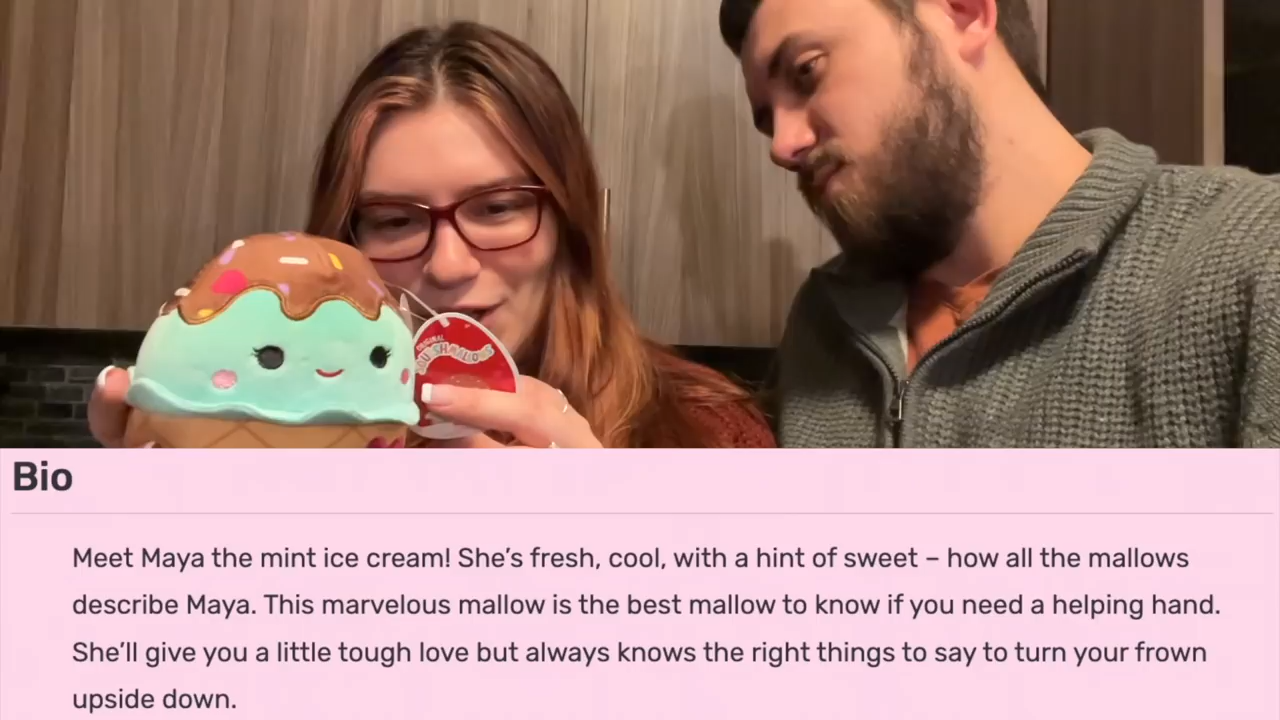 ORIGINAL
SQUISHMALLOWS
Bio
Meet Maya the mint ice cream! She’s fresh, cool, with a hint of sweet – how all the mallows
describe Maya. This marvelous mallow is the best mallow to know if you need a helping hand.
She’ll give you a little tough love but always knows the right things to say to turn your frown
upside down.